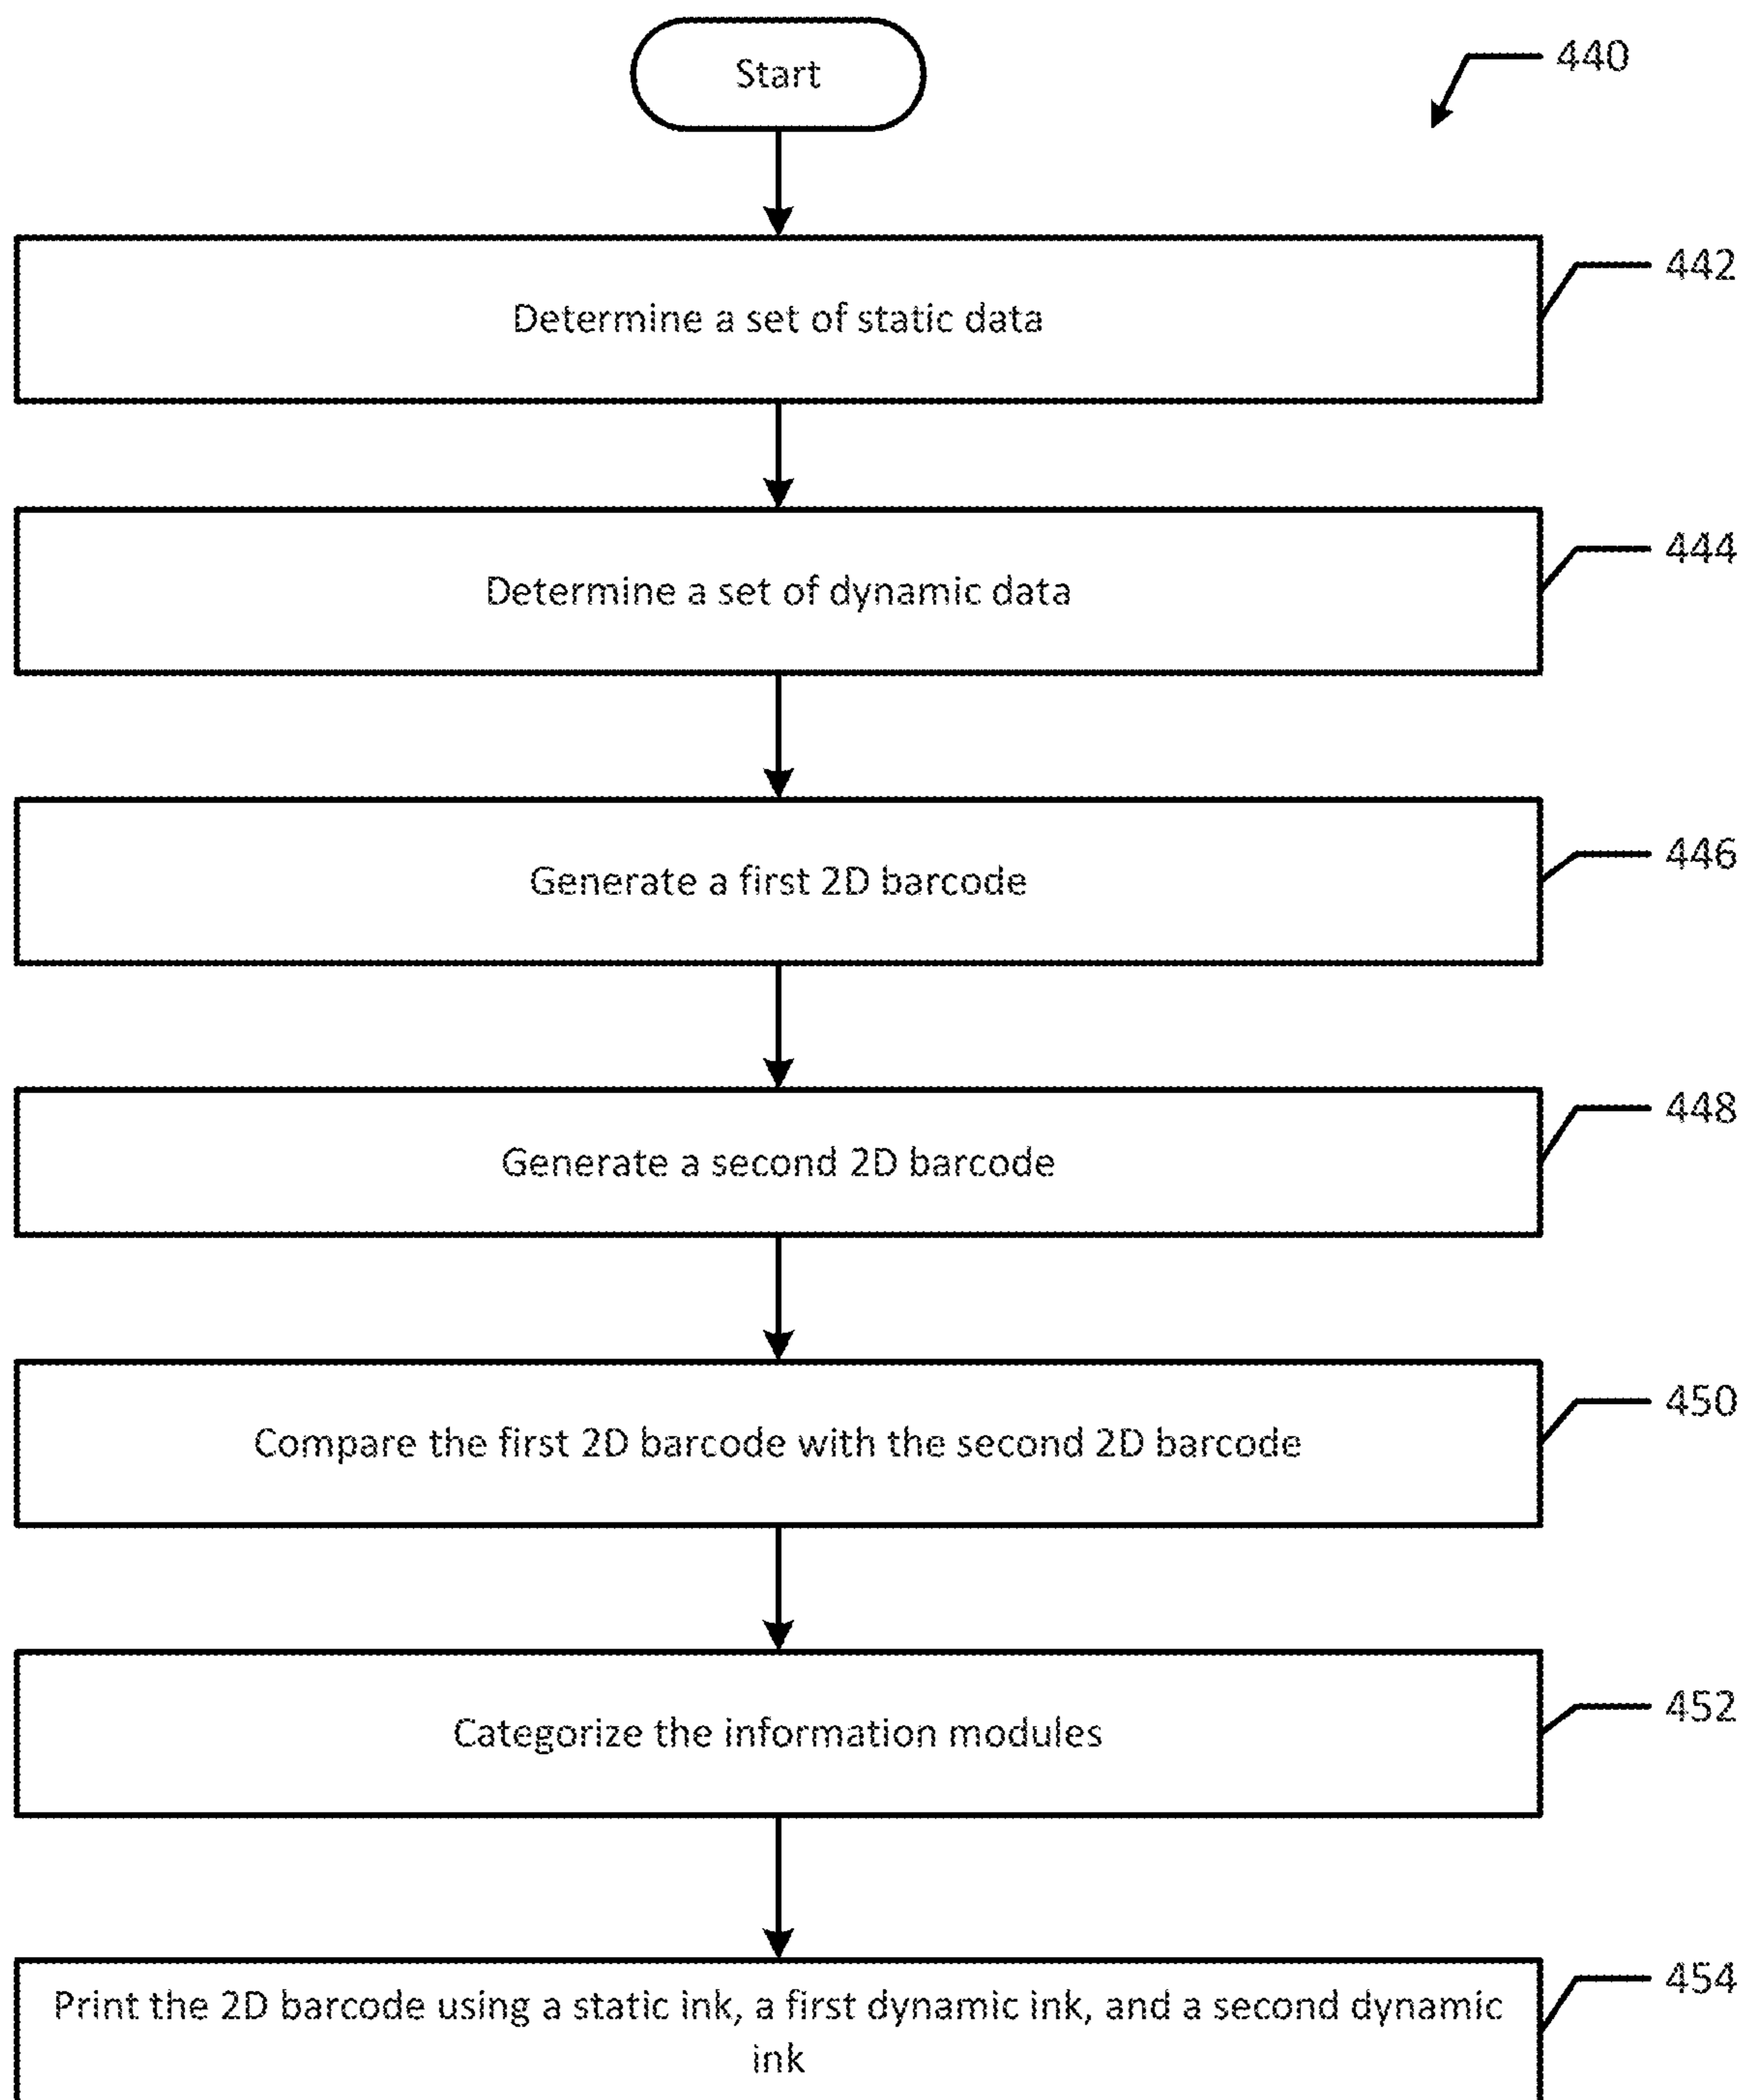 Start
440
Determine a set of static data
442
Determine a set of dynamic data
444
Generate a first 2D barcode
446
Generate a second 2D barcode
448
Compare the first 2D barcode with the second 2D barcode
450
Categorize the information modules
452
Print the 2D barcode using a static ink, a first dynamic ink, and a second dynamic
ink
454